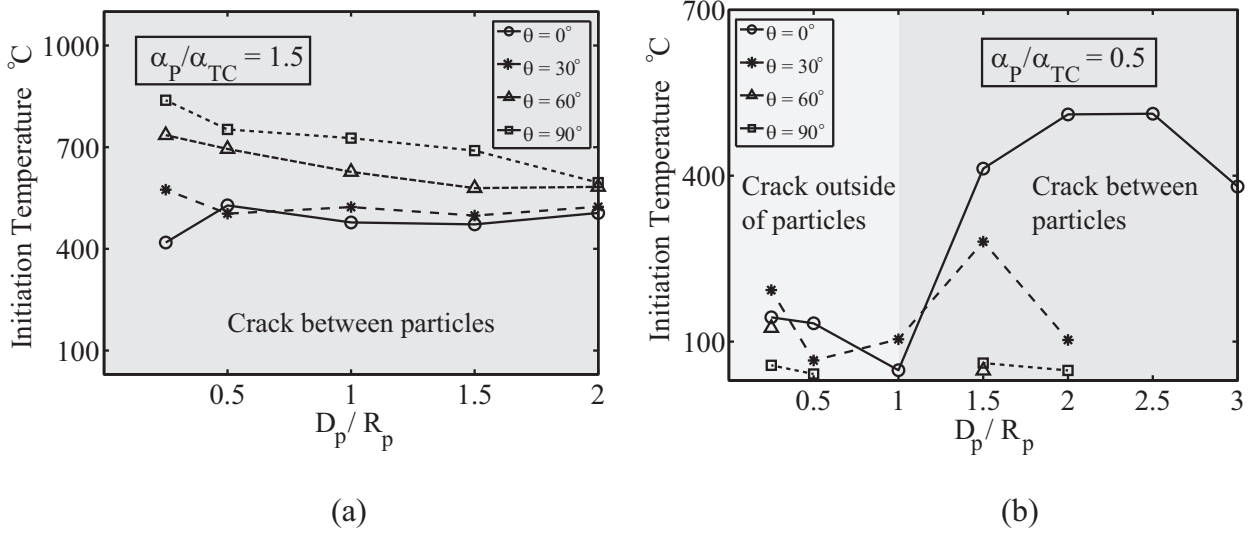 Initiation Temperature °C
1000
700
400
100
α_P/α_TC = 1.5
θ = 0°
θ = 30°
θ = 60°
θ = 90°
Crack between particles
0.5
1
1.5
2
D_p / R_p
(a)
Initiation Temperature °C
700
400
100
θ = 0°
θ = 30°
θ = 60°
θ = 90°
α_P/α_TC = 0.5
Crack outside
of particles
Crack between
particles
0.5
1
1.5
2
2.5
3
D_p / R_p
(b)